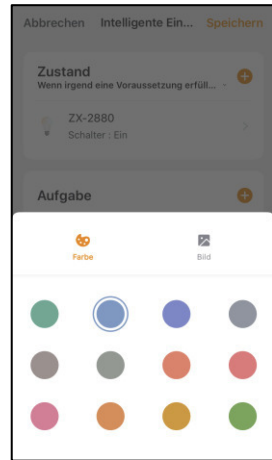 Abbrechen Intelligente Ein... Speichern
Zustand
Wenn irgend eine Voraussetzung erfüll...
ZX-2880
Schalter : Ein
Aufgabe
Farbe Bild